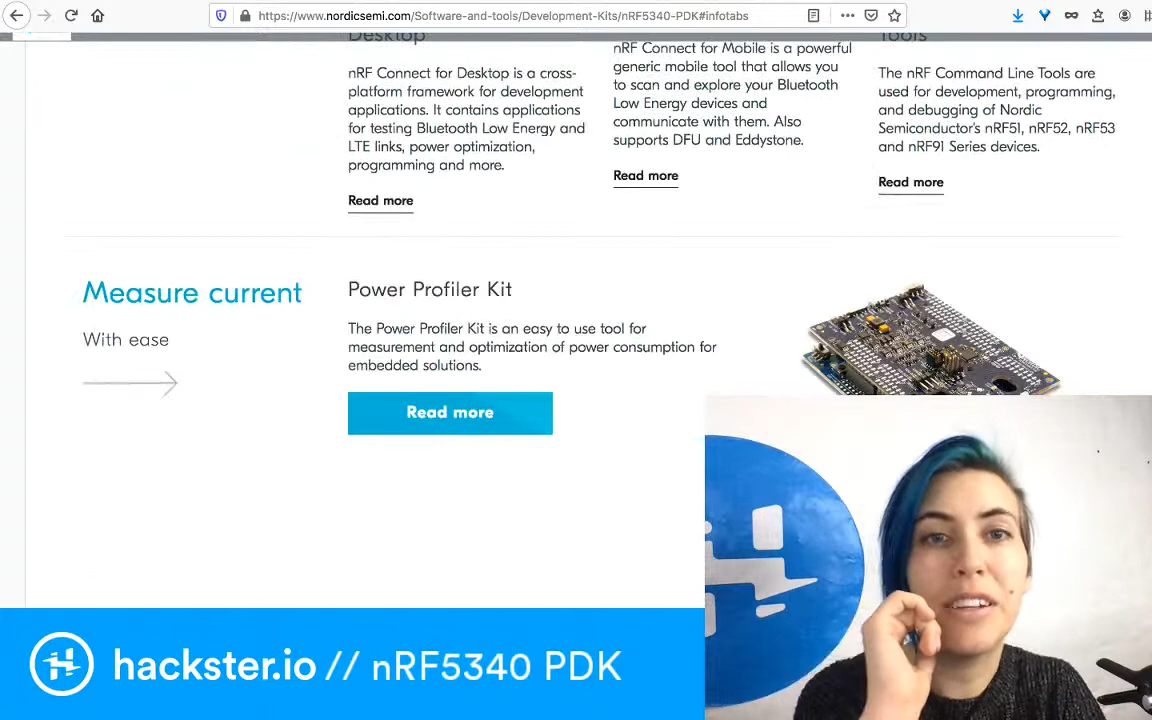 https://www.nordicsemi.com/Software-and-tools/Development-Kits/nRF5340-PDK#infotabs
Desktop
nRF Connect for Desktop is a cross-
platform framework for development
applications. It contains applications
for testing Bluetooth Low Energy and
LTE links, power optimization,
programming and more.
Read more
nRF Connect for Mobile is a powerful
generic mobile tool that allows you
to scan and explore your Bluetooth
Low Energy devices and
communicate with them. Also
supports DFU and Eddystone.
Read more
Tools
The nRF Command Line Tools are
used for development, programming,
and debugging of Nordic
Semiconductor's nRF51, nRF52, nRF53
and nRF91 Series devices.
Read more
Measure current
With ease
Power Profiler Kit
The Power Profiler Kit is an easy to use tool for
measurement and optimization of power consumption for
embedded solutions.
Read more
hackster.io // nRF5340 PDK